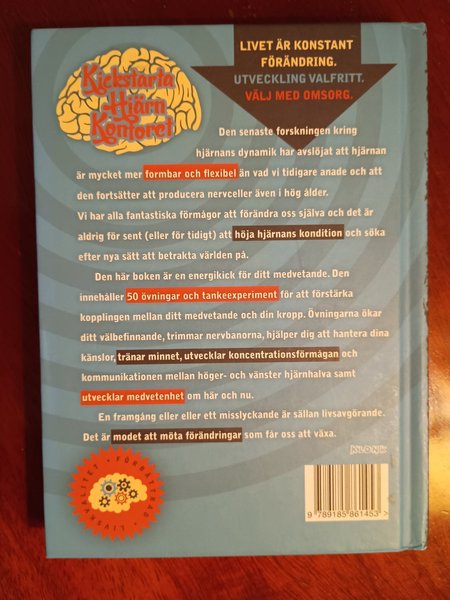 Kickstarta
Hjärn
Kontoret
LIVET ÄR KONSTANT
FÖRÄNDRING.
UTVECKLING VALFRITT.
VÄLJ MED OMSORG.
Den senaste forskningen kring
hjärnans dynamik har avslöjat att hjärnan
är mycket mer formbar och flexibel än vad vi tidigare anade och att
den fortsätter att producera nervceller även i hög ålder.
Vi har alla fantastiska förmågor att förändra oss själva och det är
aldrig för sent (eller för tidigt) att höja hjärnans kondition och söka
efter nya sätt att betrakta världen på.
Den här boken är en energikick för ditt medvetande. Den
innehåller 50 övningar och tankeexperiment för att förstärka
kopplingen mellan ditt medvetande och din kropp. Övningarna ökar
ditt välbefinnande, trimmar nervbanorna, hjälper dig att hantera dina
känslor, tränar minnet, utvecklar koncentrationsförmågan och
kommunikationen mellan höger- och vänster hjärnhalva samt
utvecklar medvetenhet om här och nu.
En framgång eller eller ett misslyckande är sällan livsavgörande.
Det är modet att möta förändringar som får oss att växa.
KLONK
FÖRBÄTTRAD
LIVSKVALITET
9 789185 861453 >